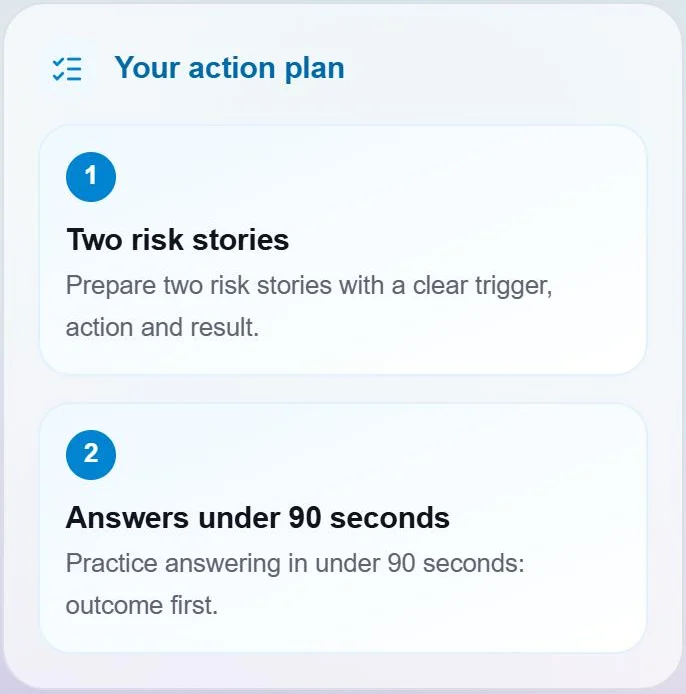 Your action plan
1
Two risk stories
Prepare two risk stories with a clear trigger,
action and result.
2
Answers under 90 seconds
Practice answering in under 90 seconds:
outcome first.